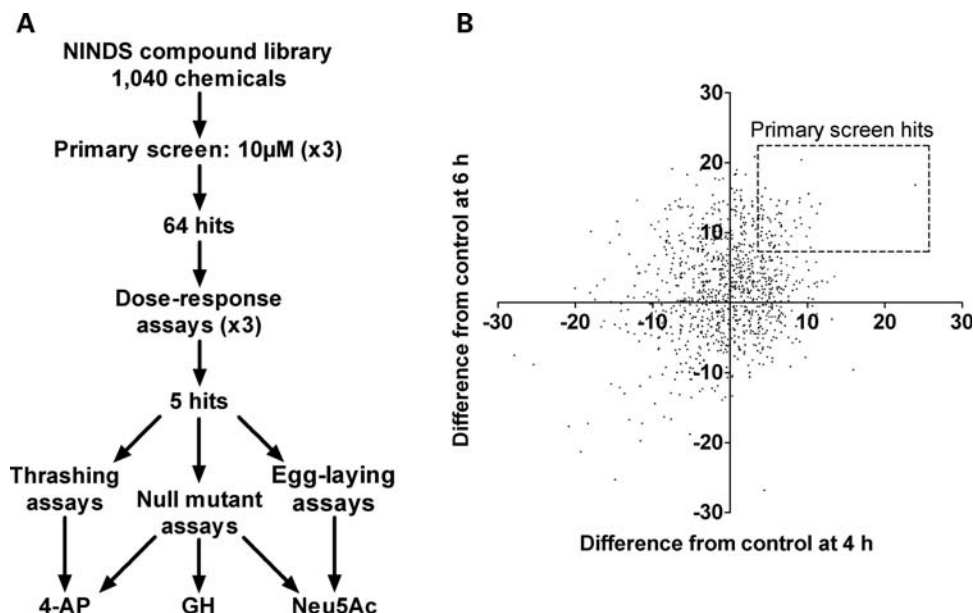 A
NINDS compound library
1,040 chemicals
Primary screen: 10µM (x3)
64 hits
Dose-response
assays (x3)
5 hits
Thrashing
assays
Null mutant
assays
Egg-laying
assays
4-AP
GH
Neu5Ac
B
Difference from control at 6 h
30
20
10
-10
-20
-30
Primary screen hits
-30
-20
-10
0
10
20
30
Difference from control at 4 h